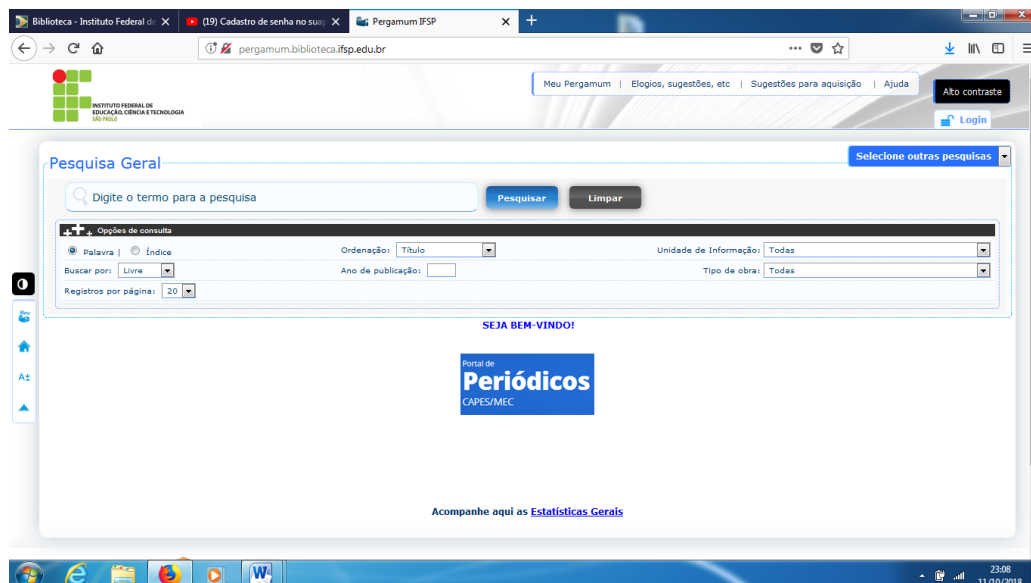 Biblioteca - Instituto Federal de
(19) Cadastro de senha no suap
Pergamum IFSP
pergamum.biblioteca.ifsp.edu.br
INSTITUTO FEDERAL DE
EDUCAÇÃO, CIÊNCIA E TECNOLOGIA
SÃO PAULO
Meu Pergamum | Elogios, sugestões, etc | Sugestões para aquisição | Ajuda
Alto contraste
Login
Pesquisa Geral
Selecione outras pesquisas
Digite o termo para a pesquisa
Pesquisar
Limpar
Opções de consulta
Palavra | Índice
Ordenação: Título
Unidade de Informação: Todas
Buscar por: Livre
Ano de publicação:
Tipo de obra: Todas
Registros por página: 20
A±
SEJA BEM-VINDO!
Portal de
Periódicos
CAPES/MEC
Acompanhe aqui as Estatísticas Gerais
23:08
11/10/2018